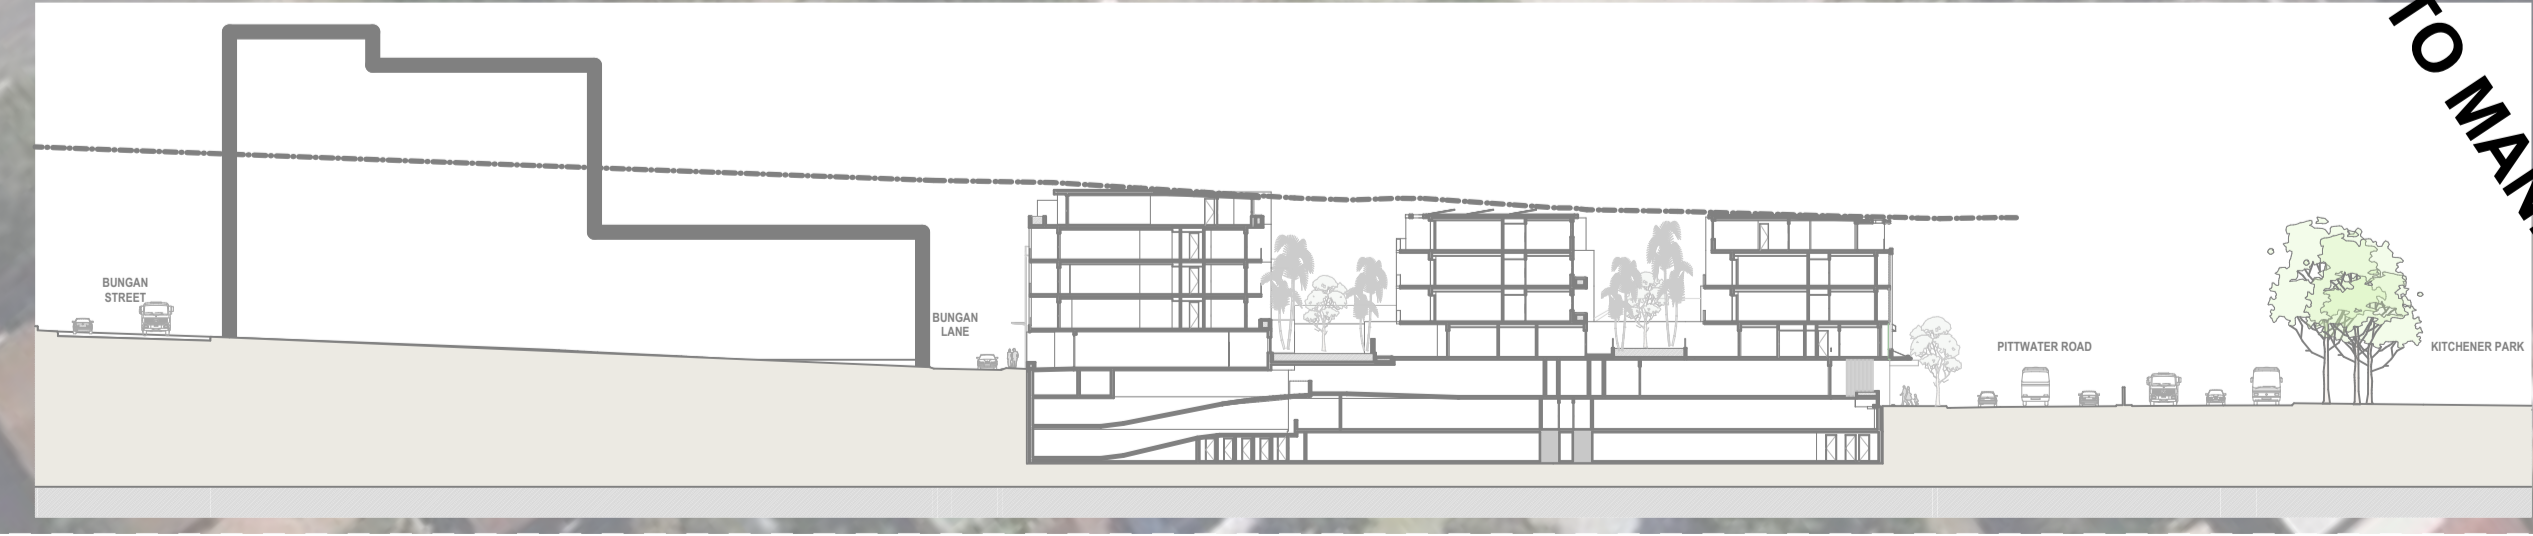 TO MAN
BUNGAN
STREET
BUNGAN
LANE
PITTWATER ROAD
KITCHENER PARK